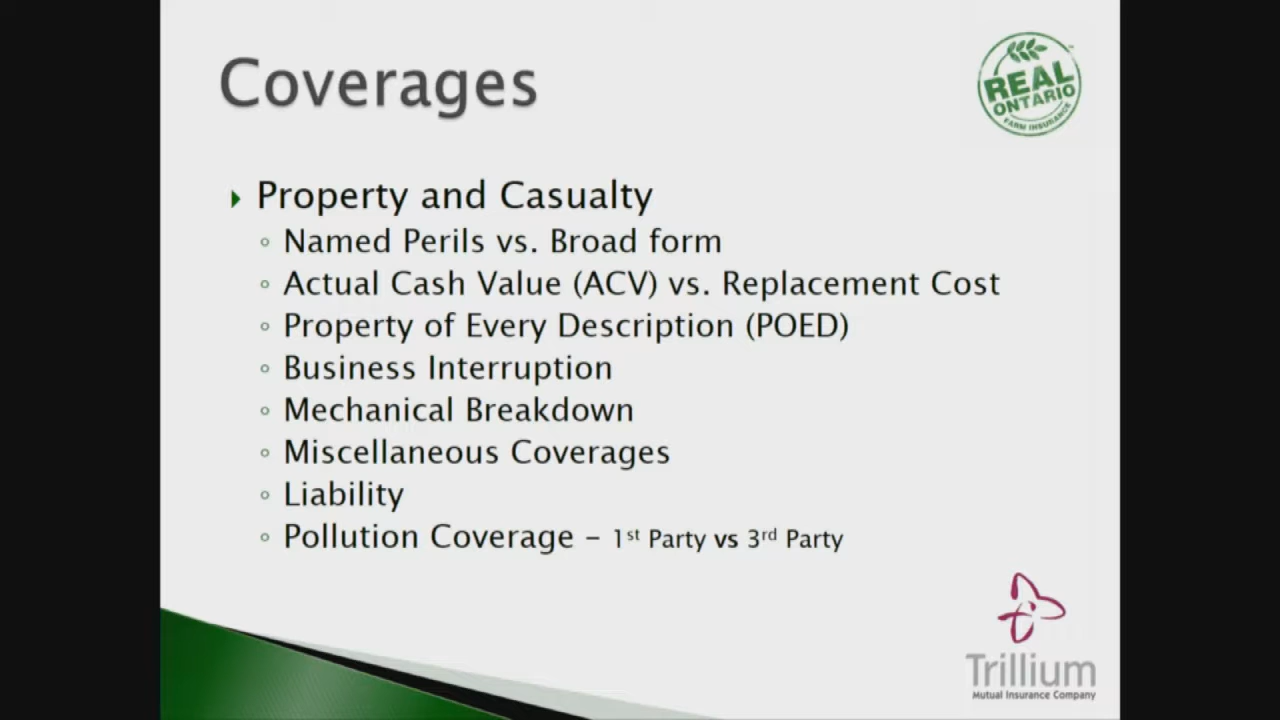 Coverages
REAL
ONTARIO
FARM INSURANCE
™
Property and Casualty
Named Perils vs. Broad form
Actual Cash Value (ACV) vs. Replacement Cost
Property of Every Description (POED)
Business Interruption
Mechanical Breakdown
Miscellaneous Coverages
Liability
Pollution Coverage – 1st Party vs 3rd Party
Trillium
Mutual Insurance Company